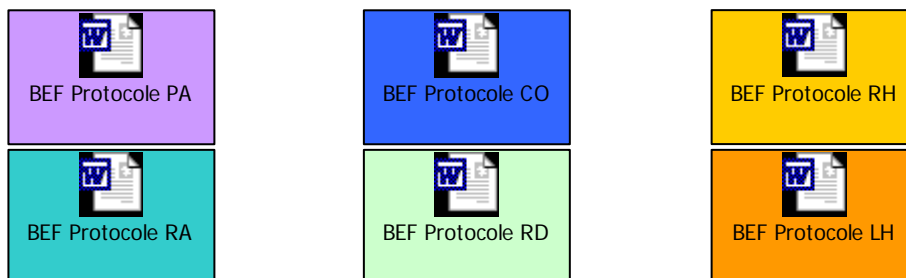 BEF Protocole PA
BEF Protocole CO
BEF Protocole RH
BEF Protocole RA
BEF Protocole RD
BEF Protocole LH